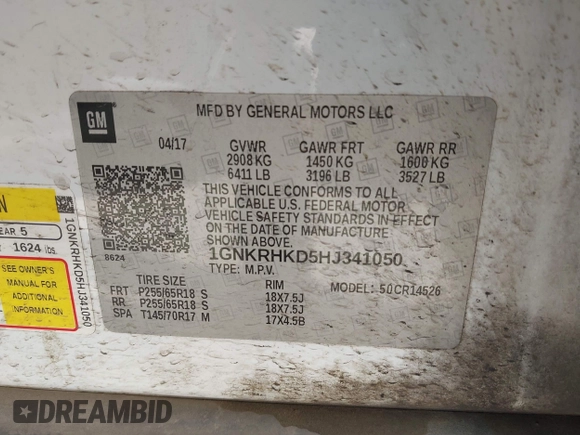 GM
MFD BY GENERAL MOTORS LLC
04/17 GVWR GAWR FRT GAWR RR
2908 KG 1450 KG 1600 KG
6411 LB 3196 LB 3527 LB
THIS VEHICLE CONFORMS TO ALL
APPLICABLE U.S. FEDERAL MOTOR
VEHICLE SAFETY STANDARDS IN EFFECT
ON THE DATE OF MANUFACTURE
SHOWN ABOVE.
8624
1GNKRHKD5HJ341050
TYPE: M.P.V.
TIRE SIZE RIM MODEL: 50CR14526
FRT P255/65R18 S 18X7.5J
RR P255/65R18 S 18X7.5J
SPA T145/70R17 M 17X4.5B
EAR 5
1624 lbs.
SEE OWNER'S
MANUAL FOR
ADDITIONAL
INFORMATION
1GNKRHKD5HJ341050
DREAMBID